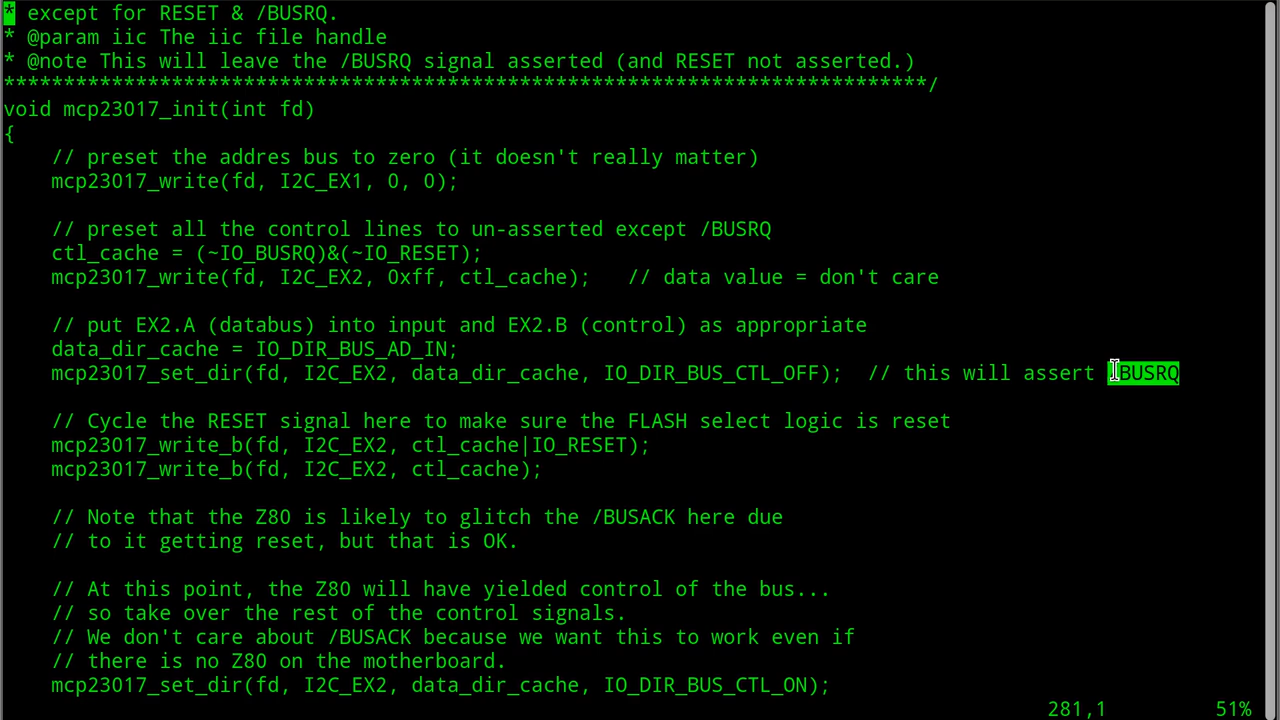 * except for RESET & /BUSRQ.
* @param iic The iic file handle
* @note This will leave the /BUSRQ signal asserted (and RESET not asserted.)
*****************************************************************************/
void mcp23017_init(int fd)
{
    // preset the addres bus to zero (it doesn't really matter)
    mcp23017_write(fd, I2C_EX1, 0, 0);

    // preset all the control lines to un-asserted except /BUSRQ
    ctl_cache = (~IO_BUSRQ)&(~IO_RESET);
    mcp23017_write(fd, I2C_EX2, 0xff, ctl_cache);   // data value = don't care

    // put EX2.A (databus) into input and EX2.B (control) as appropriate
    data_dir_cache = IO_DIR_BUS_AD_IN;
    mcp23017_set_dir(fd, I2C_EX2, data_dir_cache, IO_DIR_BUS_CTL_OFF);  // this will assert /BUSRQ

    // Cycle the RESET signal here to make sure the FLASH select logic is reset
    mcp23017_write_b(fd, I2C_EX2, ctl_cache|IO_RESET);
    mcp23017_write_b(fd, I2C_EX2, ctl_cache);

    // Note that the Z80 is likely to glitch the /BUSACK here due
    // to it getting reset, but that is OK.

    // At this point, the Z80 will have yielded control of the bus...
    // so take over the rest of the control signals.
    // We don't care about /BUSACK because we want this to work even if
    // there is no Z80 on the motherboard.
    mcp23017_set_dir(fd, I2C_EX2, data_dir_cache, IO_DIR_BUS_CTL_ON);
281,1 51%